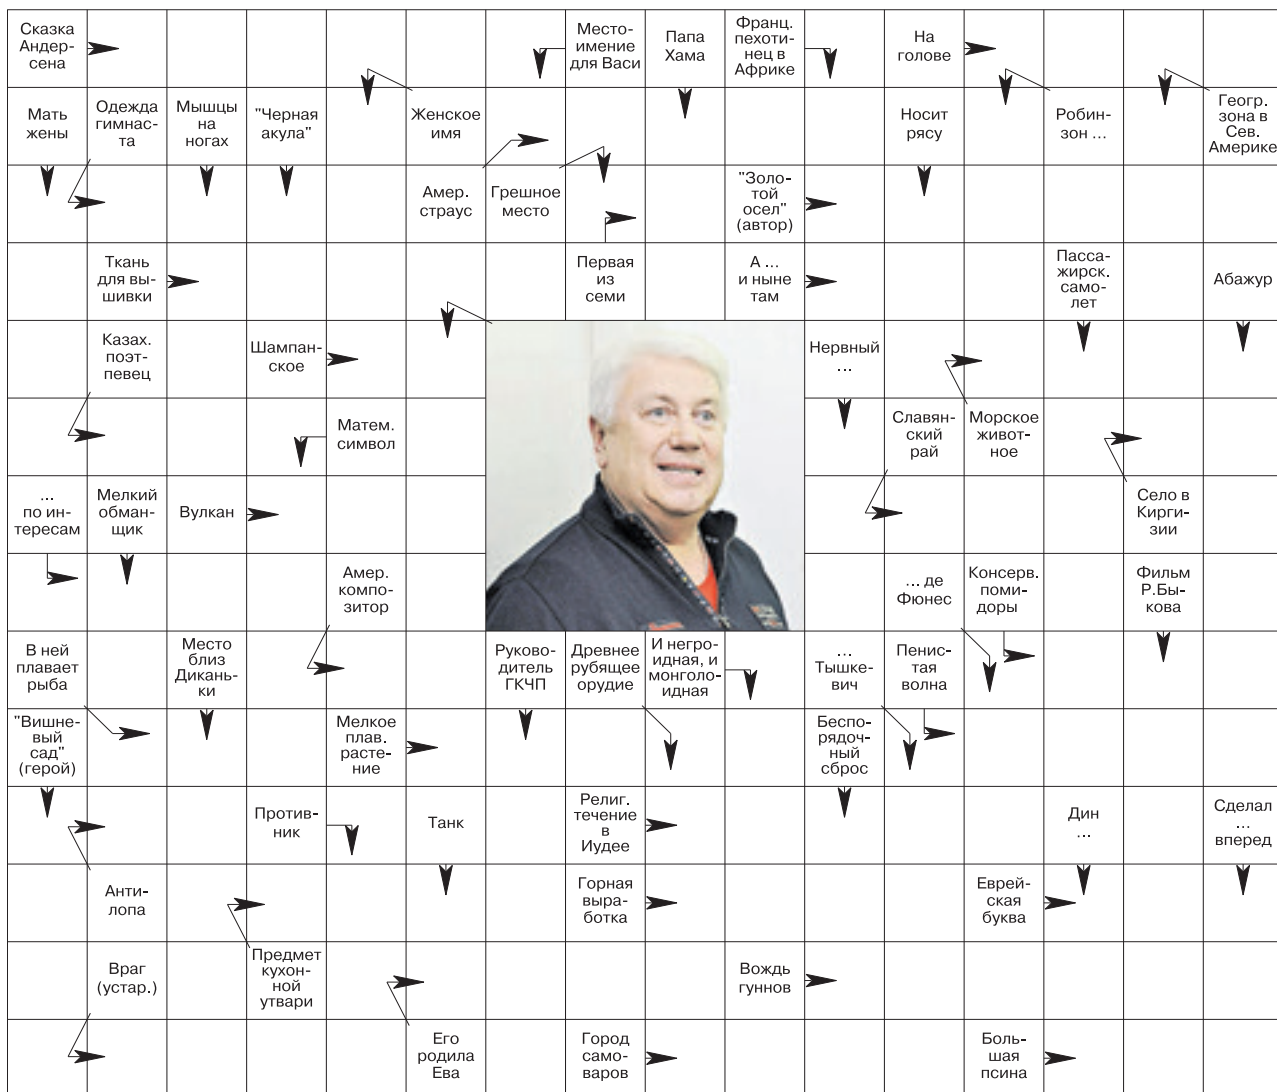 Сказка
Андер-
сена
Место-
имение
для Васи
Папа
Хама
Франц.
пехоти-
нец в
Африке
На
голове
Мать
жены
Одежда
гимнас-
та
Мышцы
на
ногах
"Черная
акула"
Женское
имя
Носит
рясу
Робин-
зон ...
Геогр.
зона в
Сев.
Америке
Амер.
страус
Грешное
место
"Золо-
той
осел"
(автор)
Ткань
для вы-
шивки
Первая
из
семи
А ...
и ныне
там
Пасса-
жирск.
само-
лет
Абажур
Казах.
поэт-
певец
Шампан-
ское
Нервный
...
Матем.
символ
Славян-
ский
рай
Морское
живот-
ное
...
по ин-
тересам
Мелкий
обман-
щик
Вулкан
Село в
Кирги-
зии
Амер.
компо-
зитор
... де
Фюнес
Консерв.
поми-
доры
Фильм
Р.Бы-
кова
В ней
плавает
рыба
Место
близ
Дикань-
ки
Руково-
дитель
ГКЧП
Древнее
рубящее
орудие
И негро-
идная, и
монголо-
идная
...
Тышке-
вич
Пенис-
тая
волна
"Вишне-
вый
сад"
(герой)
Мелкое
плав.
расте-
ние
Беспо-
рядоч-
ный
сброс
Против-
ник
Танк
Религ.
течение
в
Иудее
Дин
...
Сделал
...
вперед
Анти-
лопа
Горная
выра-
ботка
Еврей-
ская
буква
Враг
(устар.)
Предмет
кухон-
ной
утвари
Вождь
гуннов
Его
родила
Ева
Город
само-
варов
Боль-
шая
псина